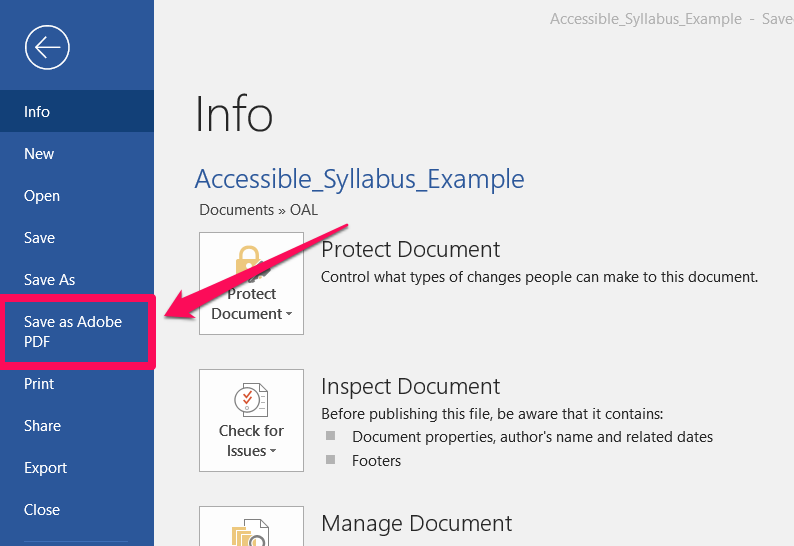 Accessible_Syllabus_Example - Save
Info
New
Open
Save
Save As
Save as Adobe
PDF
Print
Share
Export
Close
Info
Accessible_Syllabus_Example
Documents » OAL
Protect
Document
Protect Document
Control what types of changes people can make to this document.
Check for
Issues
Inspect Document
Before publishing this file, be aware that it contains:
Document properties, author's name and related dates
Footers
Manage Document